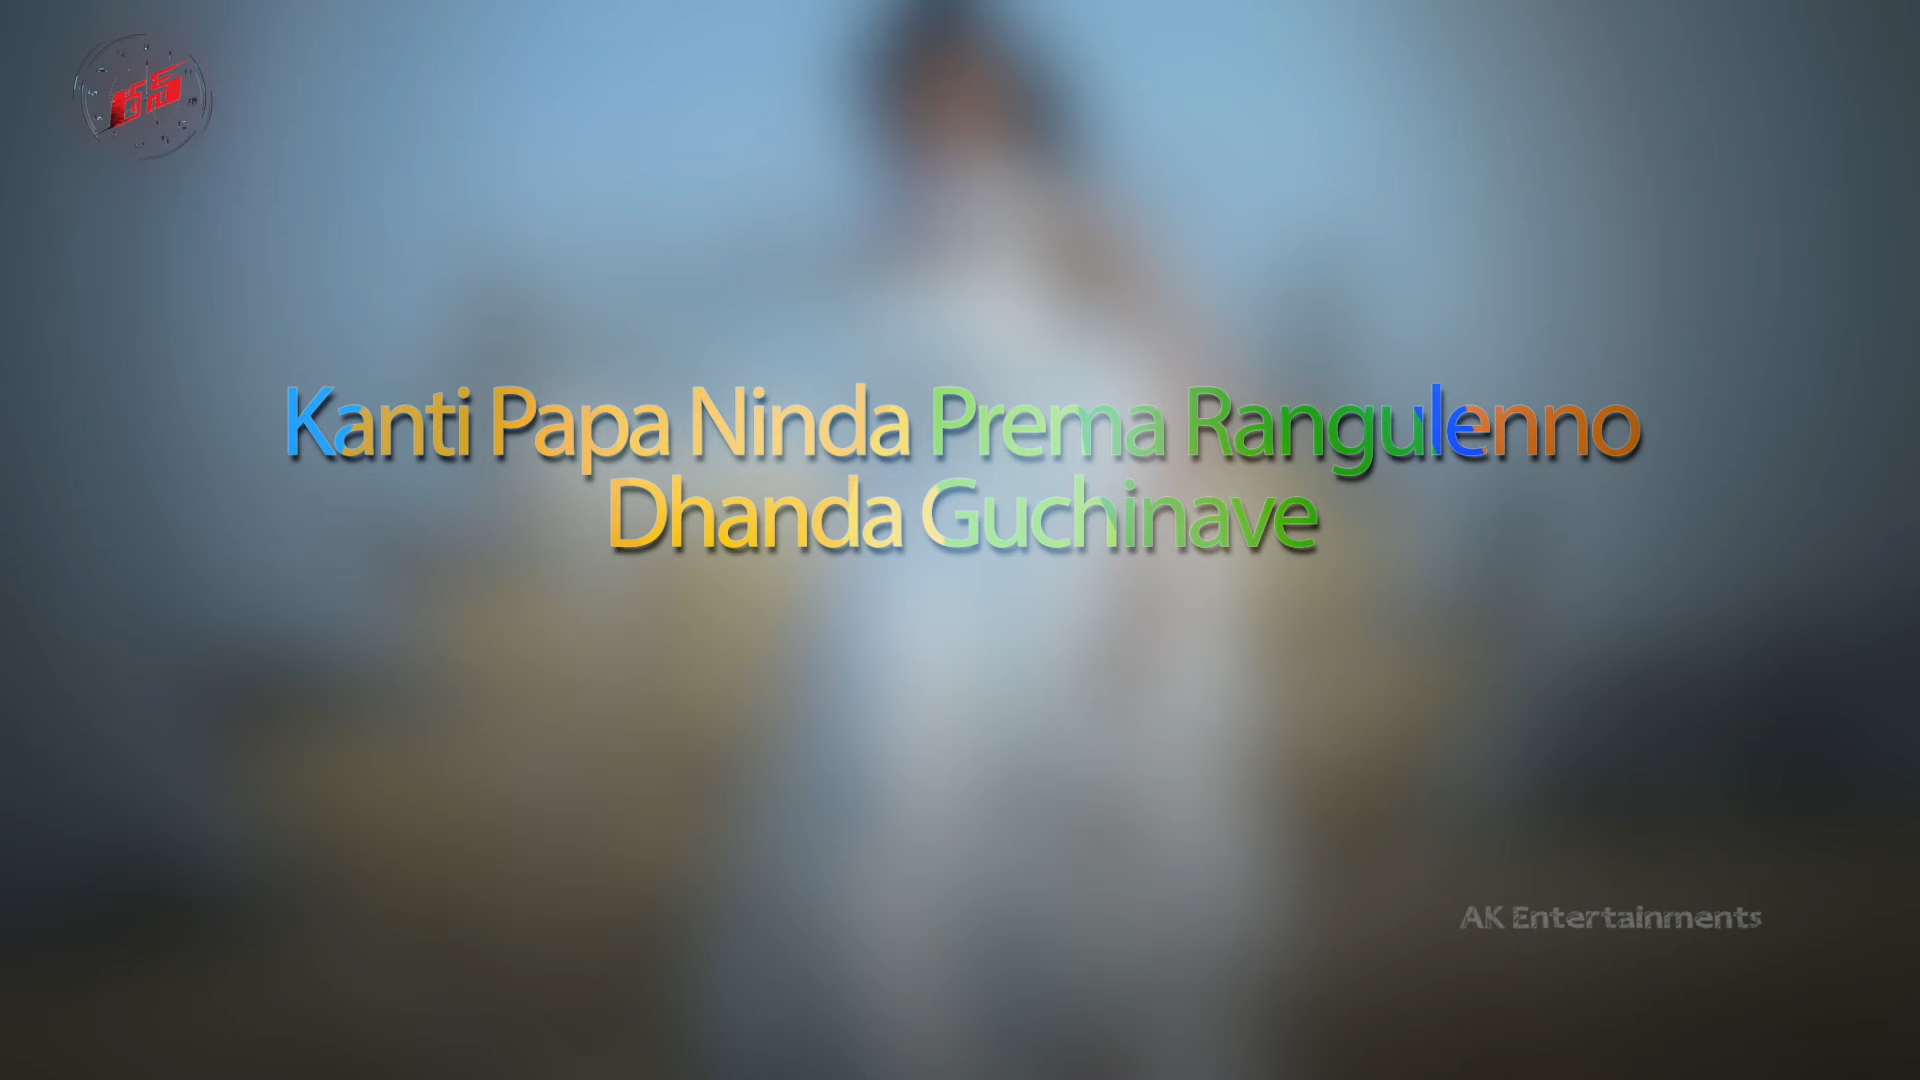 Kanti Papa Ninda Prema Rangulenno
Dhanda Guchinave
AK Entertainments